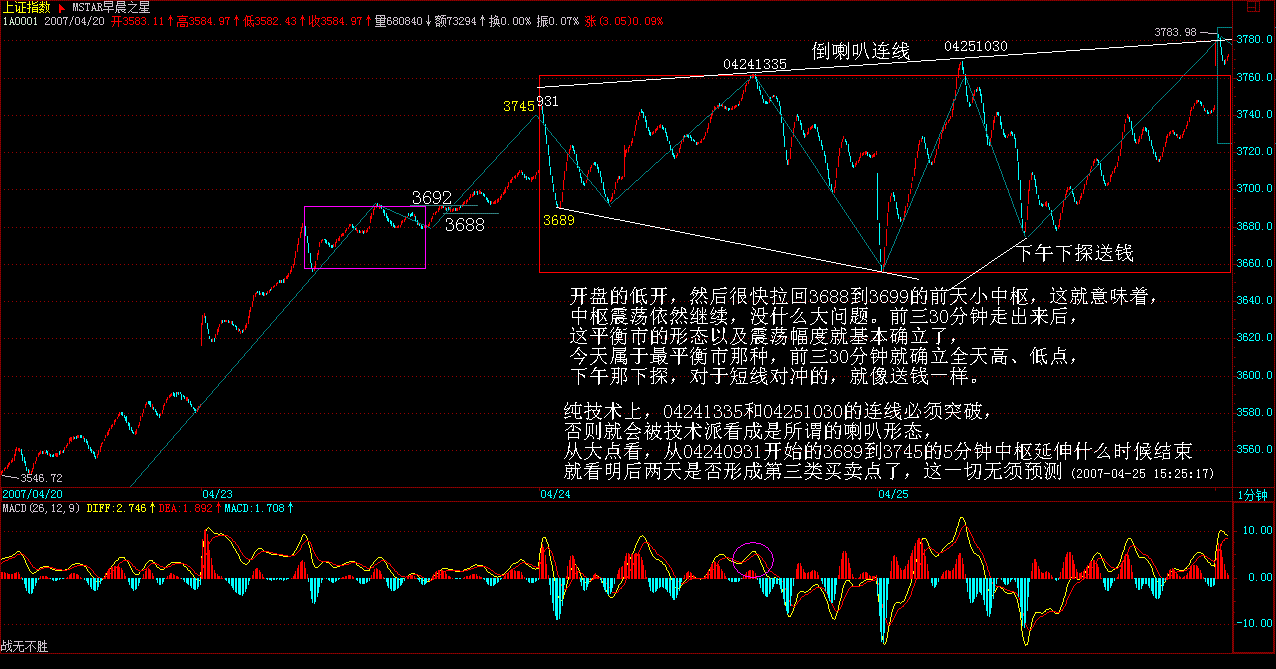 上证指数 MSTAR早晨之星
1A0001 2007/04/20 开3583.11↑高3584.97↑低3582.43↑收3584.97↑量680840↓额73294↑换0.00% 振0.07% 涨(3.05)0.09%
3783.98
3780.0
倒喇叭连线
04251030
04241335
3760.0
3745
931
3740.0
3720.0
3700.0
3692
3688
3689
3680.0
下午下探送钱
3660.0
开盘的低开，然后很快拉回3688到3699的前天小中枢，这就意味着，
中枢震荡依然继续，没什么大问题。前三30分钟走出来后，
这平衡市的形态以及震荡幅度就基本确立了，
今天属于最平衡市那种，前三30分钟就确立全天高、低点，
下午那下探，对于短线对冲的，就像送钱一样。
3640.0
3620.0
3600.0
3580.0
3560.0
纯技术上，04241335和04251030的连线必须突破，
否则就会被技术派看成是所谓的喇叭形态，
从大点看，从04240931开始的3689到3745的5分钟中枢延伸什么时候结束
就看明后两天是否形成第三类买卖点了，这一切无须预测 (2007-04-25 15:25:17)
3546.72
2007/04/20 04/23 04/24 04/25 1分钟
MACD(26,12,9) DIFF:2.746↑DEA:1.892↑MACD:1.708↑
10.00
0.00
-10.00
战无不胜